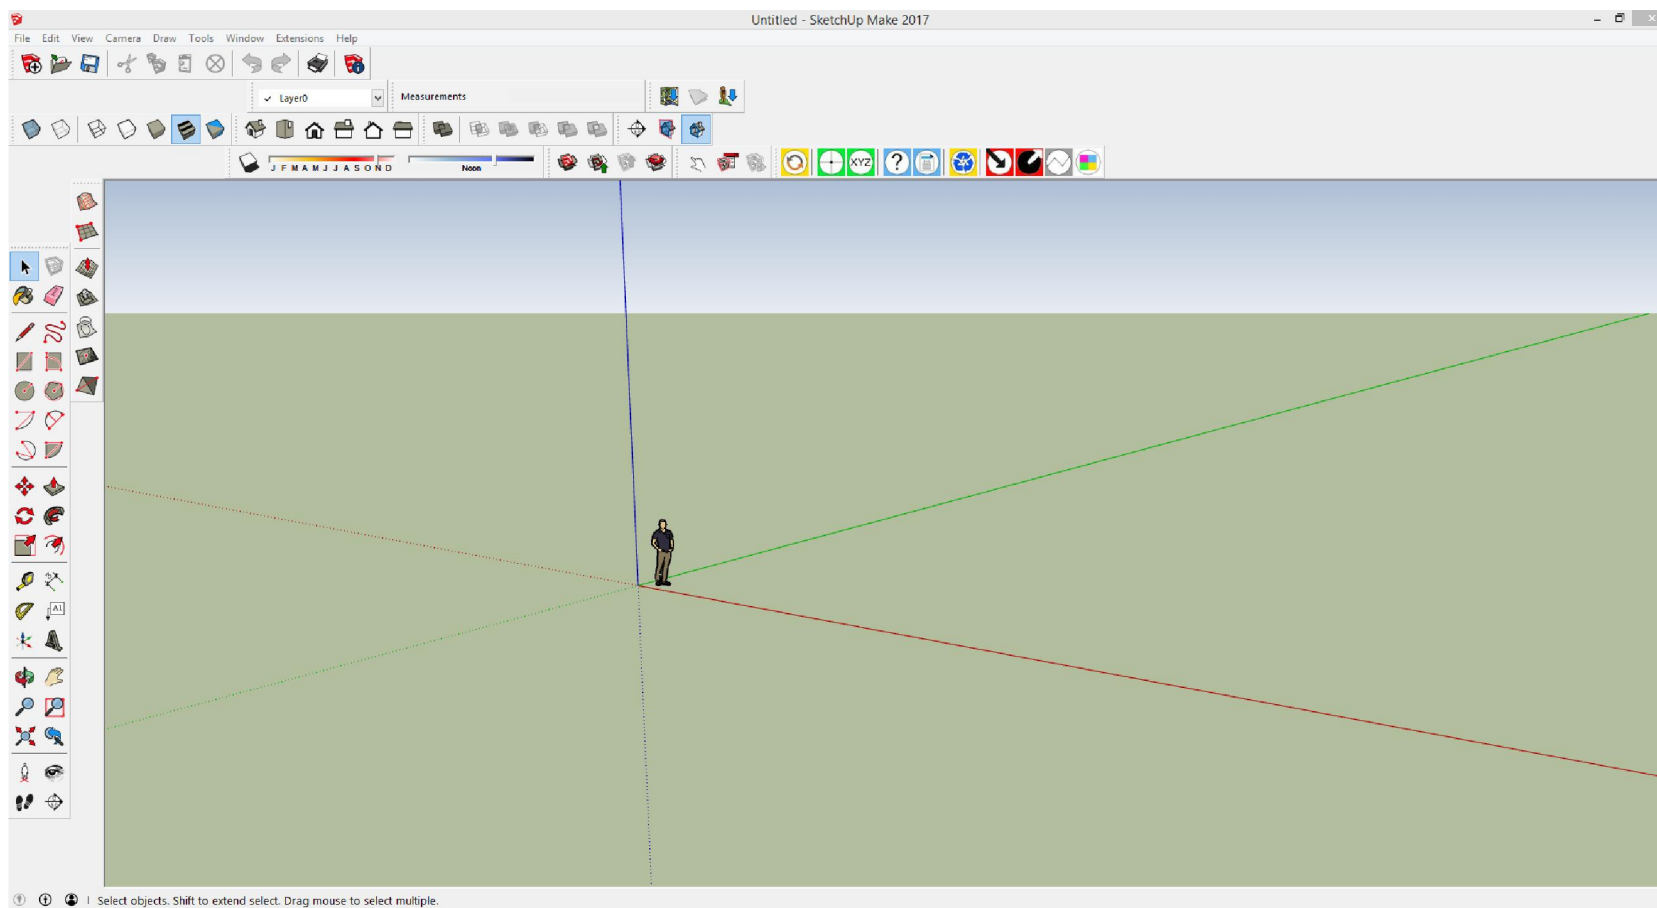 Untitled - SketchUp Make 2017
File Edit View Camera Draw Tools Window Extensions Help
Layer0
Measurements
J F M A M J J A S O N D
Noon
XYZ
?
A1
Select objects. Shift to extend select. Drag mouse to select multiple.